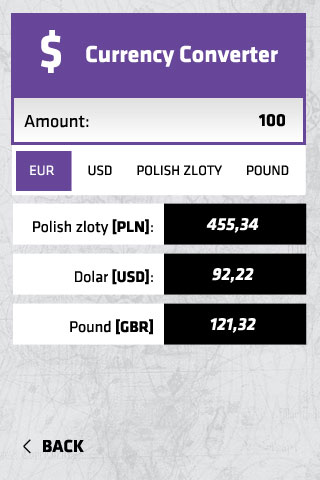 $ Currency Converter
Amount: 100
EUR USD POLISH ZLOTY POUND
Polish zloty [PLN]: 455,34
Dolar [USD]: 92,22
Pound [GBR] 121,32
BACK